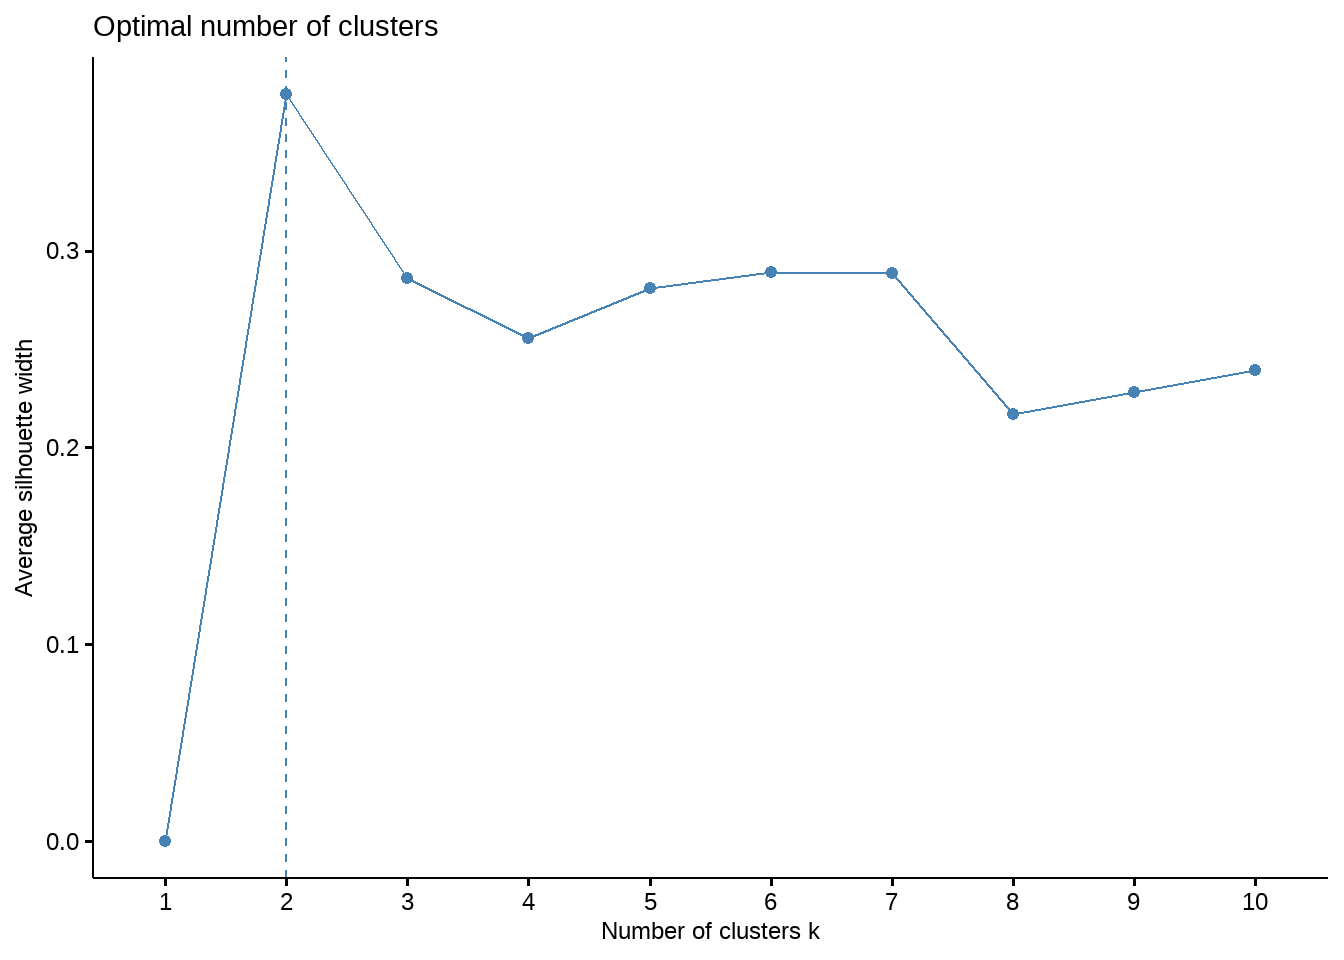 Optimal number of clusters
Average silhouette width
0.3
0.2
0.1
0.0
1 2 3 4 5 6 7 8 9 10
Number of clusters k